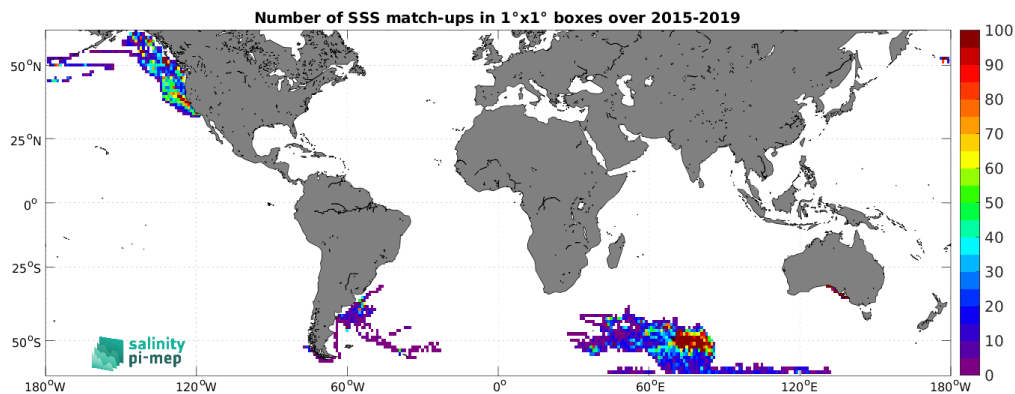 Number of SSS match-ups in 1°x1° boxes over 2015-2019
100
90
80
70
60
50
40
30
20
10
0
50°N
25°N
0°
25°S
50°S
salinity
pi-mep
180°W 120°W 60°W 0° 60°E 120°E 180°W